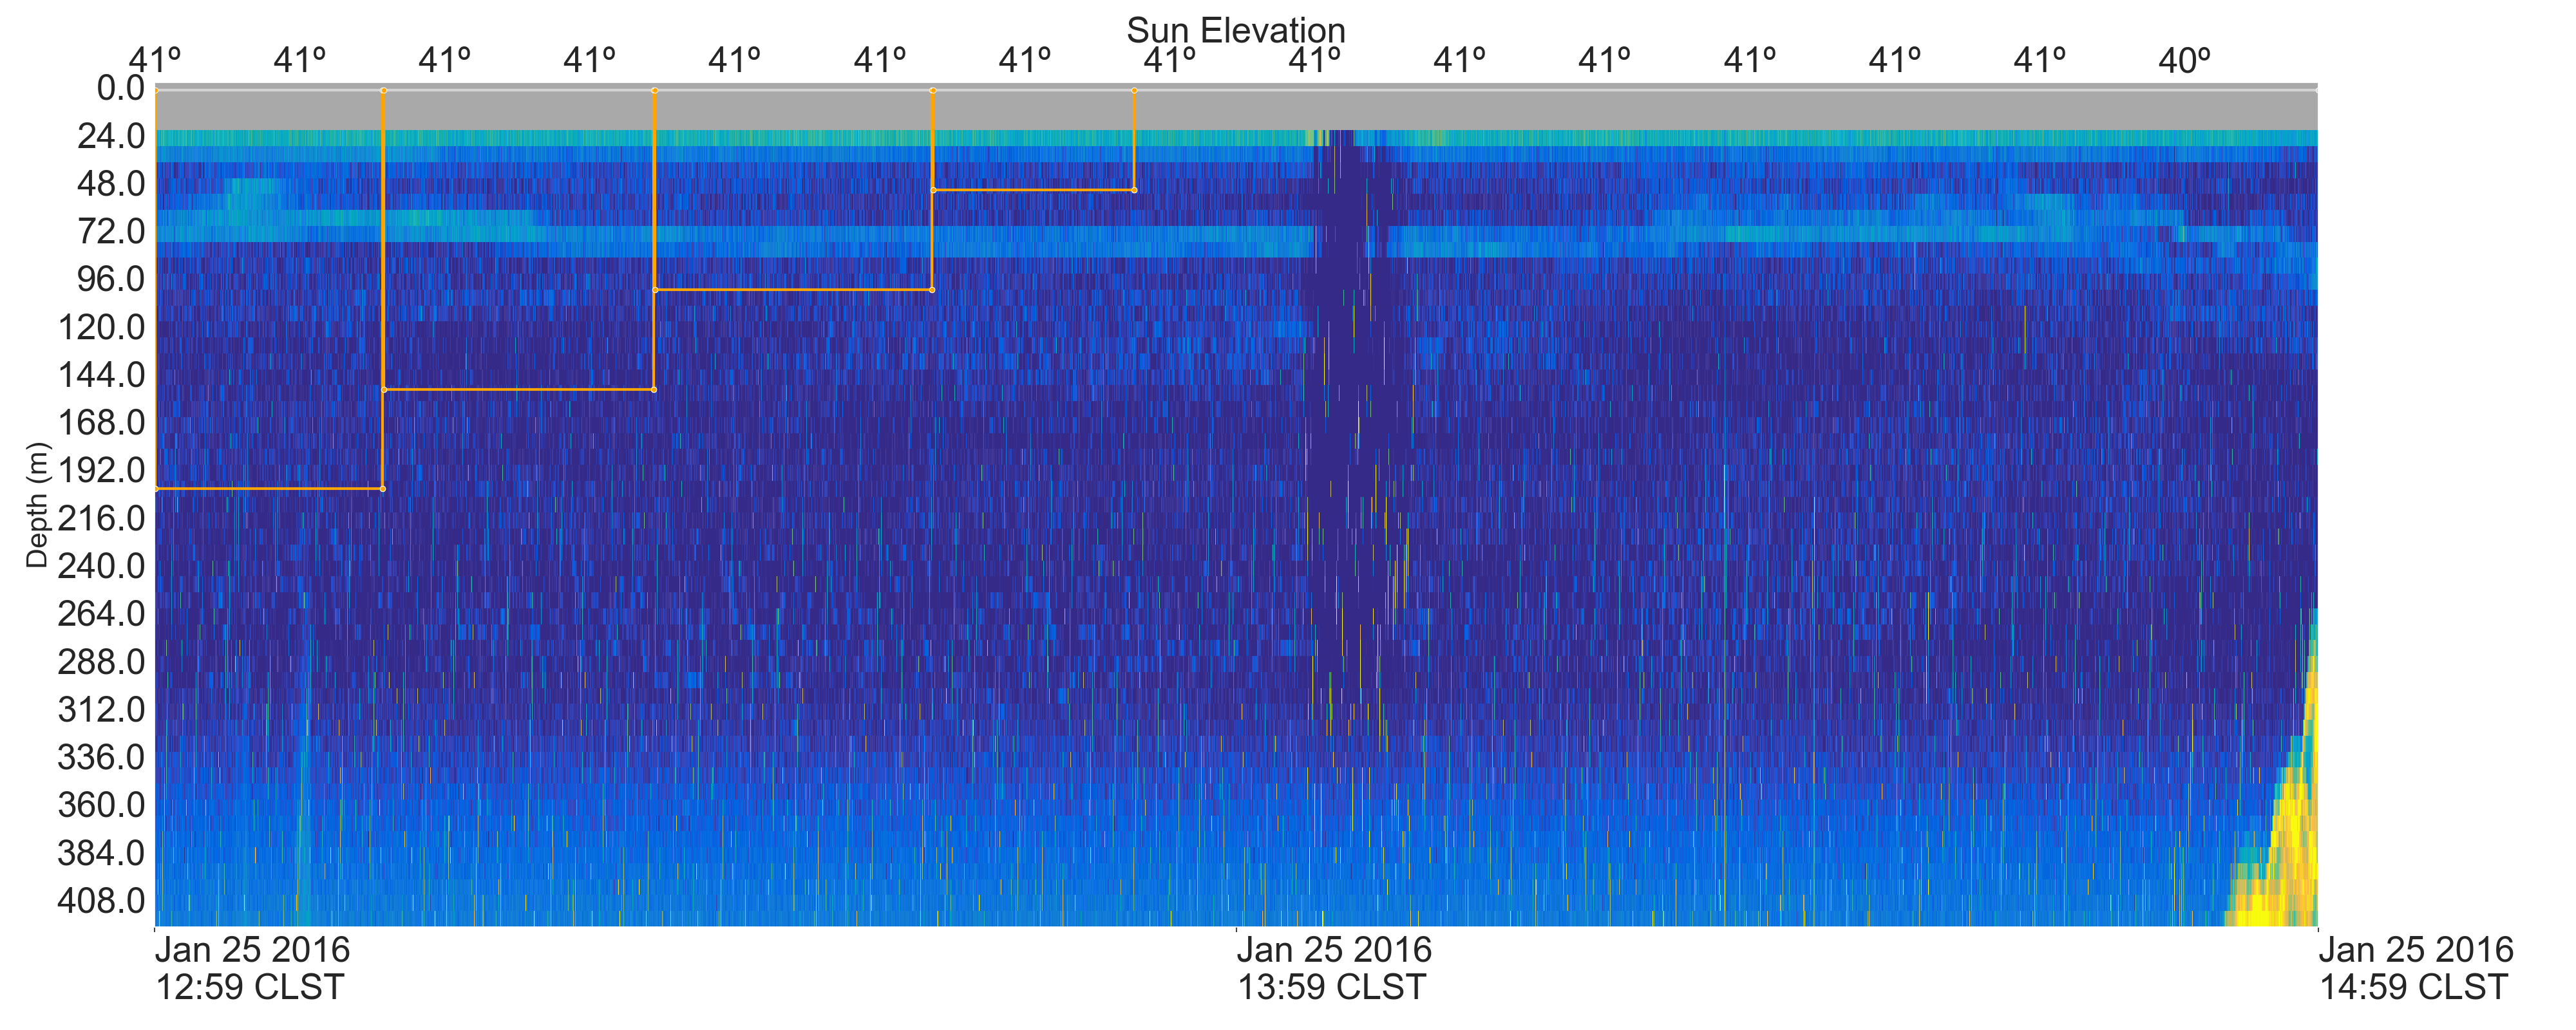 Sun Elevation
41º 41º 41º 41º 41º 41º 41º 41º 41º 41º 41º 41º 41º 41º 40º
0.0
24.0
48.0
72.0
96.0
120.0
144.0
168.0
192.0
216.0
240.0
264.0
288.0
312.0
336.0
360.0
384.0
408.0
Depth (m)
Jan 25 2016
12:59 CLST
Jan 25 2016
13:59 CLST
Jan 25 2016
14:59 CLST